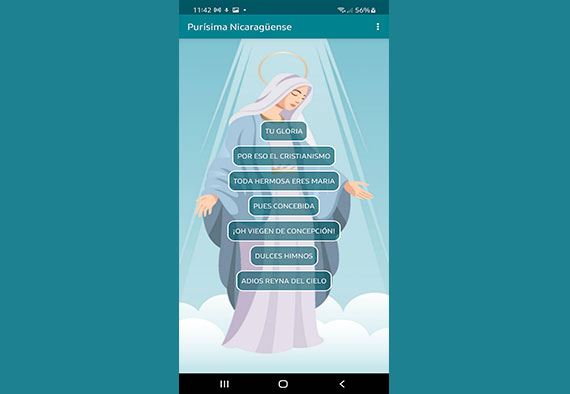 11:42
56%
Purísima Nicaragüense
TU GLORIA
POR ESO EL CRISTIANISMO
TODA HERMOSA ERES MARIA
PUES CONCEBIDA
¡OH VIEGEN DE CONCEPCIÓN!
DULCES HIMNOS
ADIOS REYNA DEL CIELO